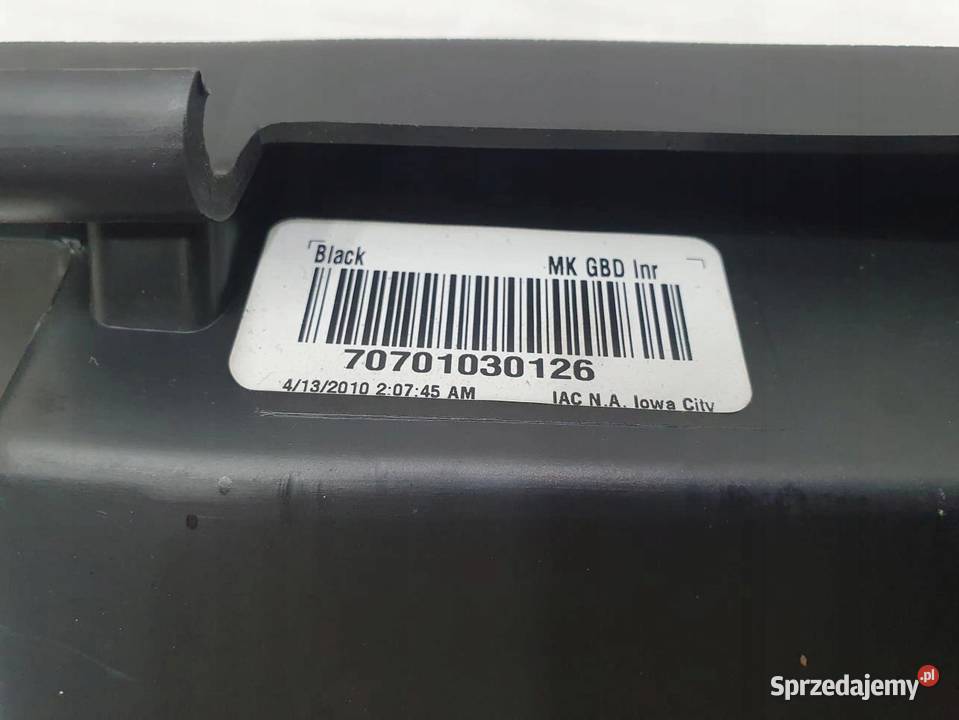 Black MK GBD Inr
70701030126
4/13/2010 2:07:45 AM IAC N.A. Iowa City
Sprzedajemy.pl